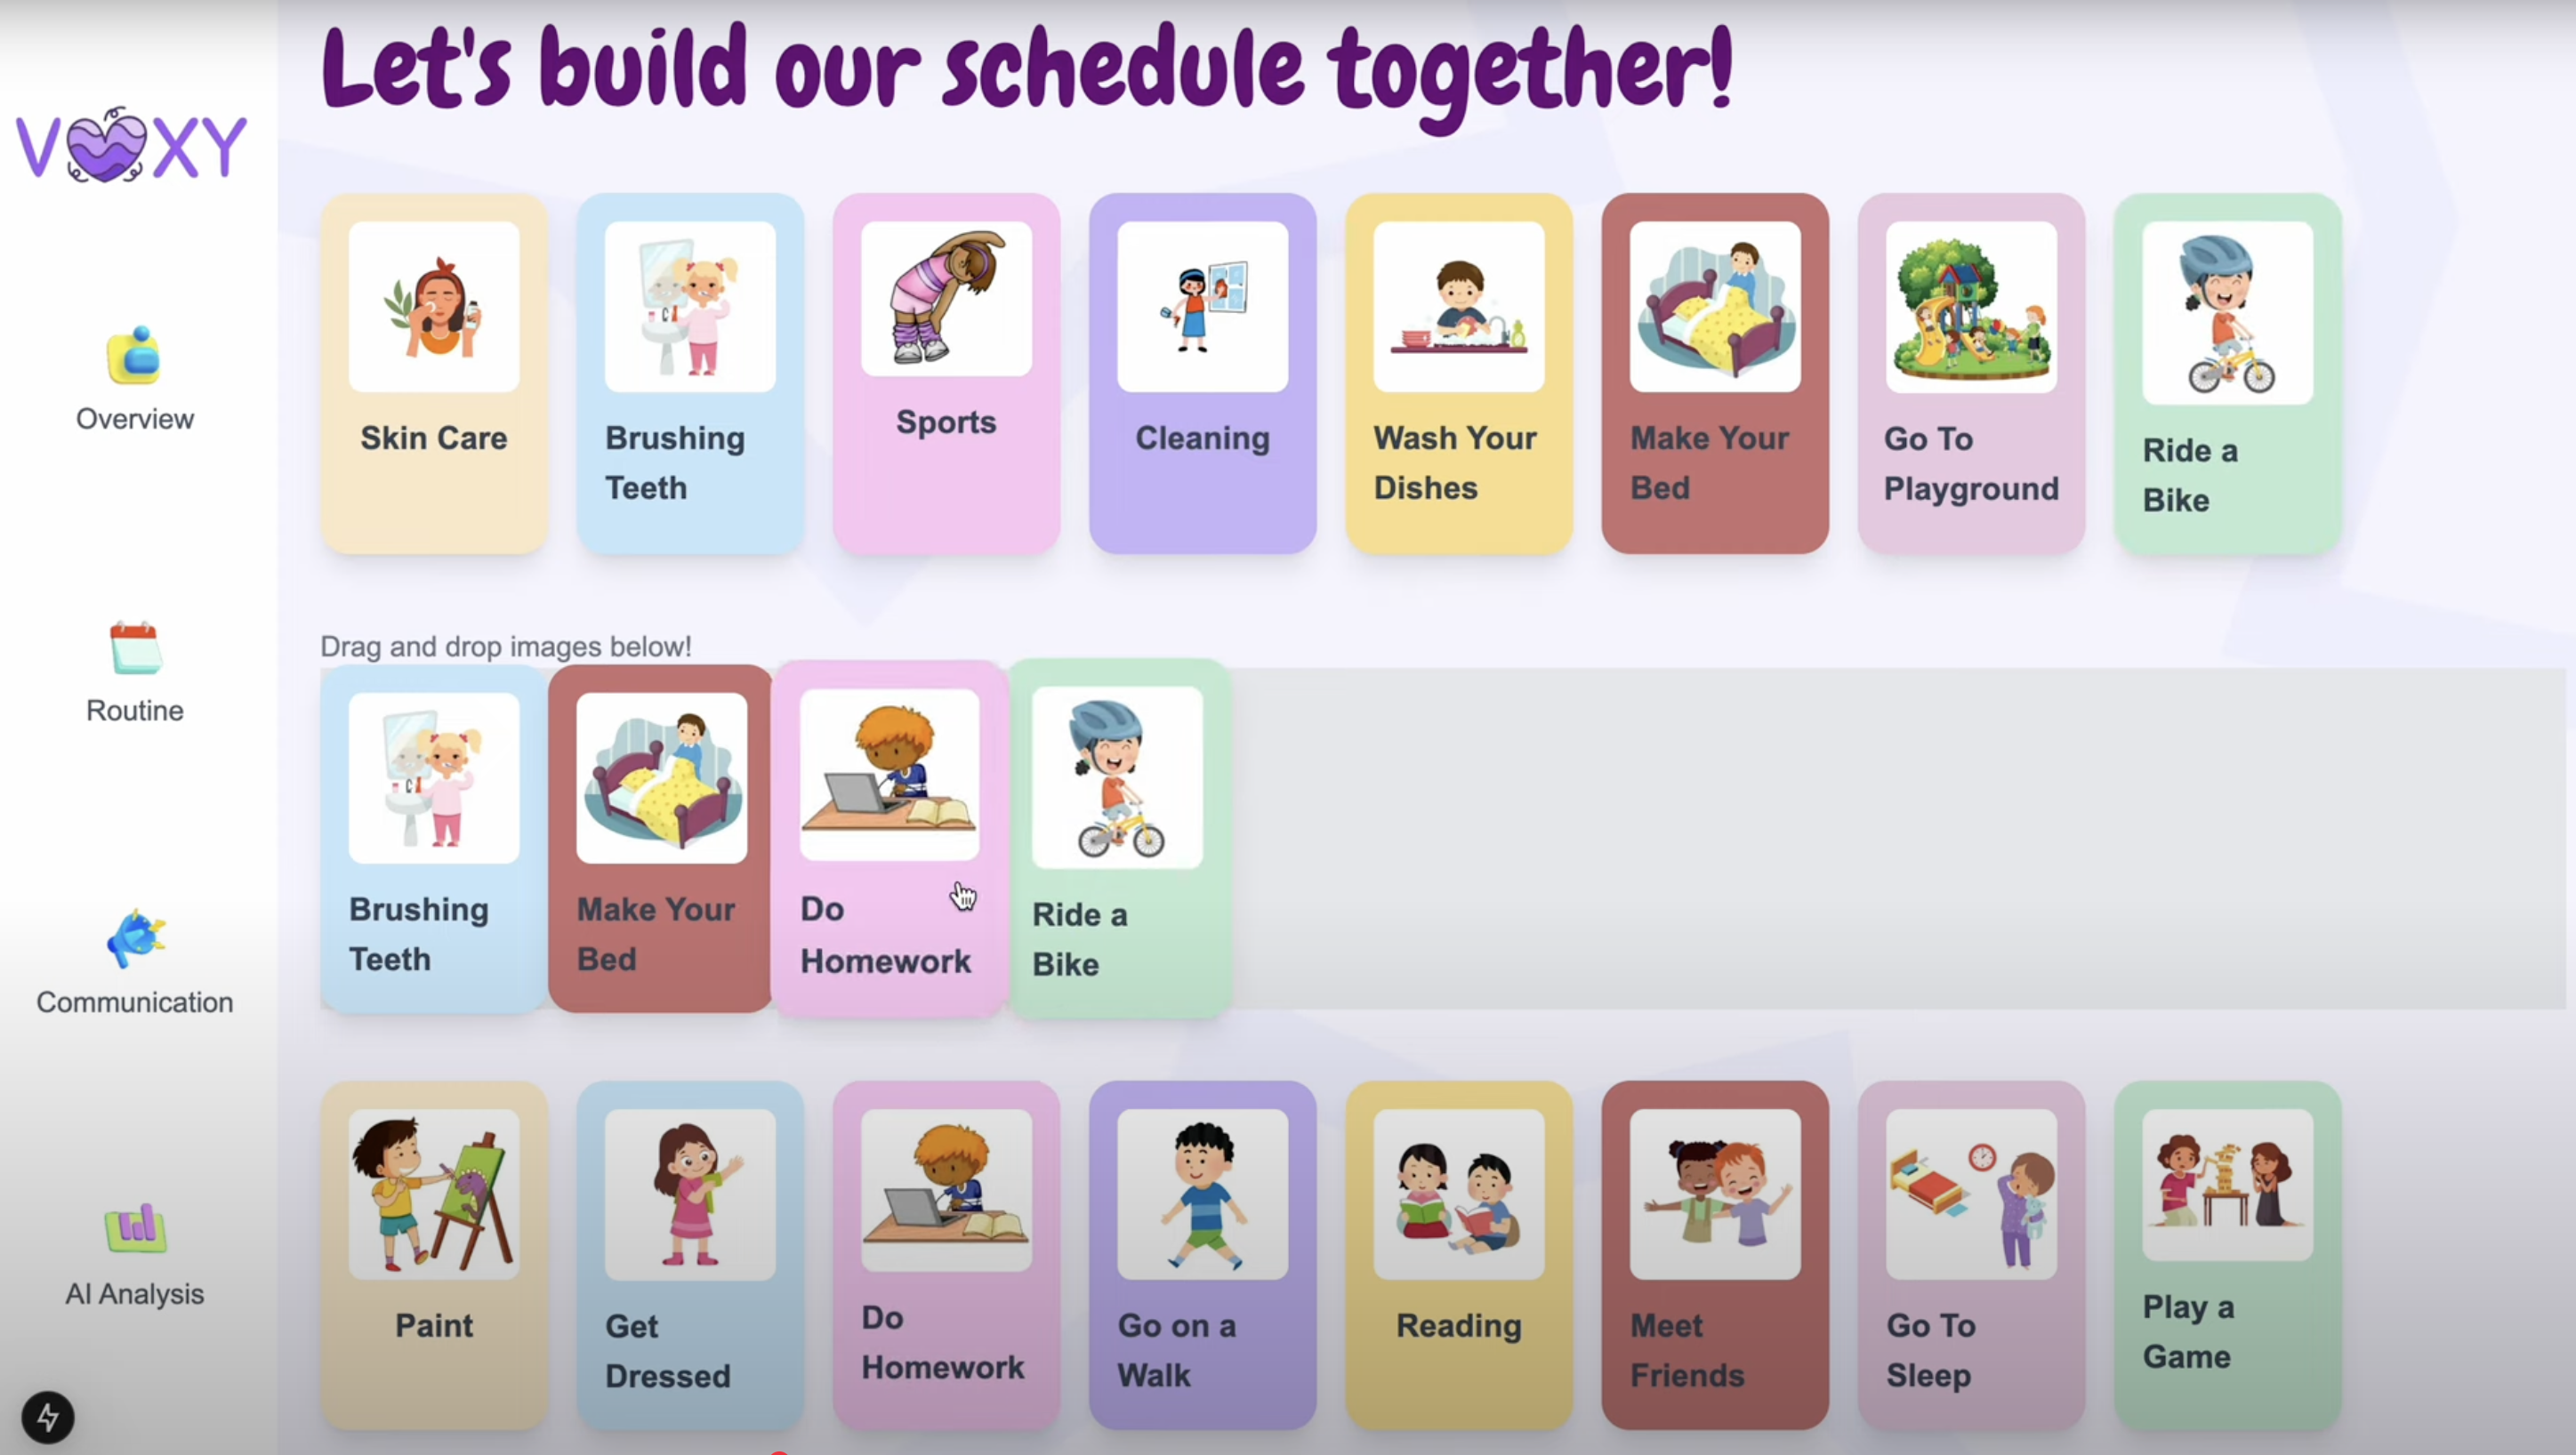 Let's build our schedule together!
VOXY
Overview
Routine
Communication
AI Analysis
Skin Care
Brushing
Teeth
Sports
Cleaning
Wash Your
Dishes
Make Your
Bed
Go To
Playground
Ride a
Bike
Drag and drop images below!
Brushing
Teeth
Make Your
Bed
Do
Homework
Ride a
Bike
Paint
Get
Dressed
Do
Homework
Go on a
Walk
Reading
Meet
Friends
Go To
Sleep
Play a
Game